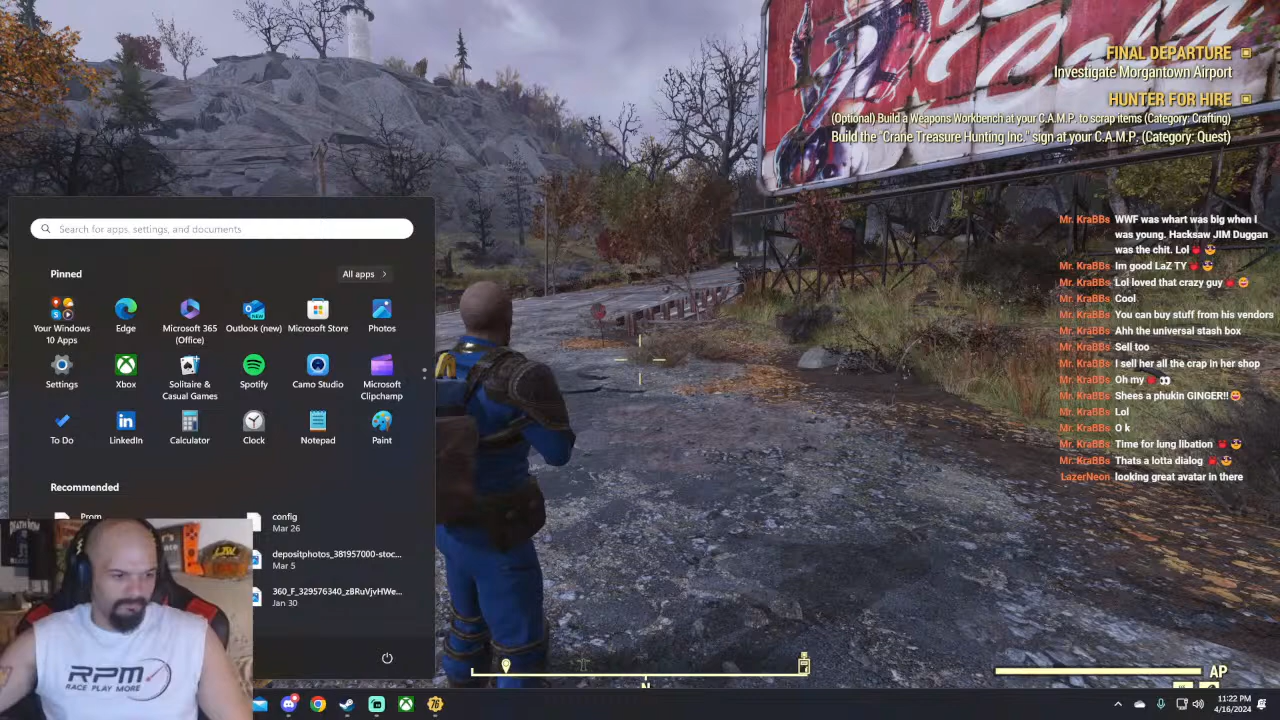 FINAL DEPARTURE
Investigate Morgantown Airport
HUNTER FOR HIRE
(Optional) Build a Weapons Workbench at your C.A.M.P. to scrap items (Category: Crafting)
Build the "Crane Treasure Hunting Inc." sign at your C.A.M.P. (Category: Quest)
Search for apps, settings, and documents
Pinned
All apps
Your Windows
10 Apps
Edge
Microsoft 365
(Office)
Outlook (new)
Microsoft Store
Photos
Settings
Xbox
Solitaire &
Casual Games
Spotify
Camo Studio
Microsoft
Clipchamp
To Do
LinkedIn
Calculator
Clock
Notepad
Paint
Recommended
Prom
config
Mar 26
depositphotos_381957000-stoc...
Mar 5
360_F_329576340_zBRuVjvHWe...
Jan 30
Mr. KraBBs WWF was whart was big when I
was young. Hacksaw JIM Duggan
was the chit. Lol
Mr. KraBBs Im good LaZ TY
Mr. KraBBs Lol loved that crazy guy
Mr. KraBBs Cool
Mr. KraBBs You can buy stuff from his vendors
Mr. KraBBs Ahh the universal stash box
Mr. KraBBs Sell too
Mr. KraBBs I sell her all the crap in her shop
Mr. KraBBs Oh my
Mr. KraBBs Shees a phukin GINGER!!
Mr. KraBBs Lol
Mr. KraBBs O k
Mr. KraBBs Time for lung libation
Mr. KraBBs Thats a lotta dialog
LazerNeon looking great avatar in there
RPM
RACE PLAY MORE
N
AP
76
11:22 PM
4/16/2024